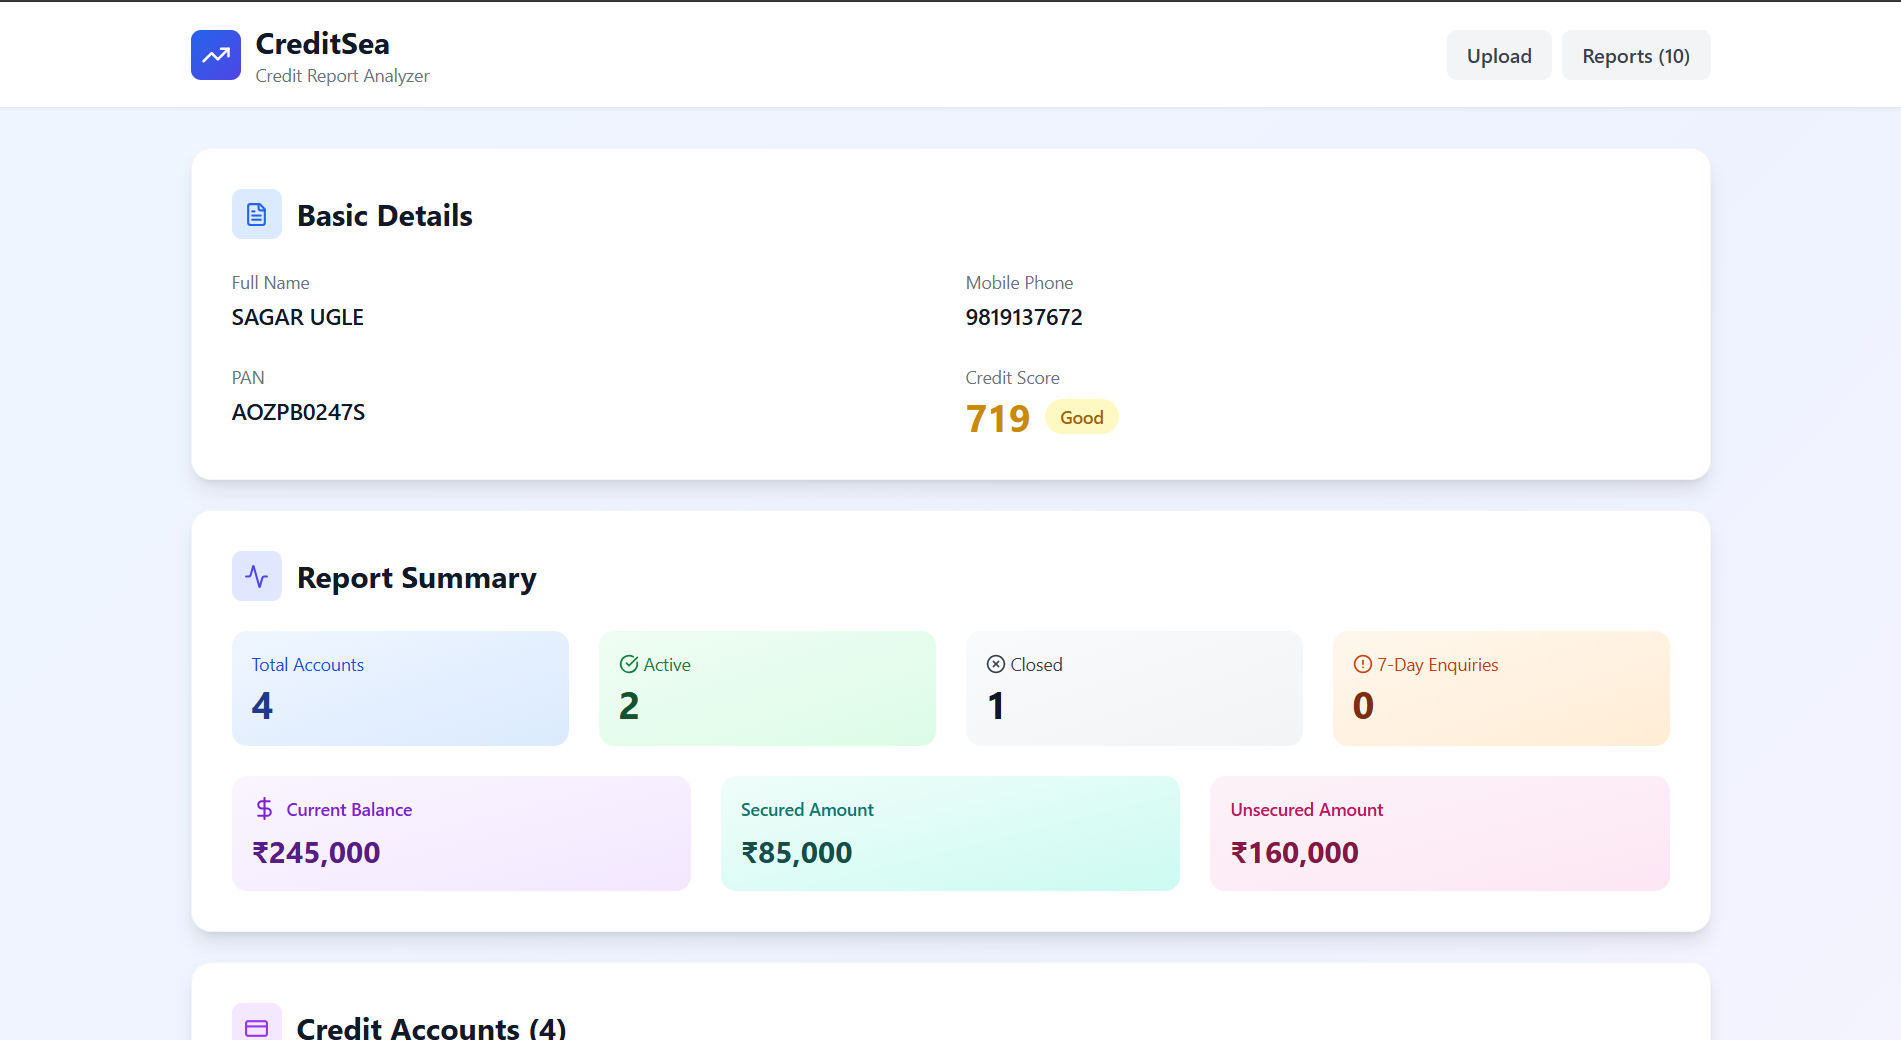 CreditSea
Credit Report Analyzer
Upload
Reports (10)
Basic Details
Full Name
SAGAR UGLE
Mobile Phone
9819137672
PAN
AOZPB0247S
Credit Score
719 Good
Report Summary
Total Accounts
4
Active
2
Closed
1
7-Day Enquiries
0
$ Current Balance
₹245,000
Secured Amount
₹85,000
Unsecured Amount
₹160,000
Credit Accounts (4)